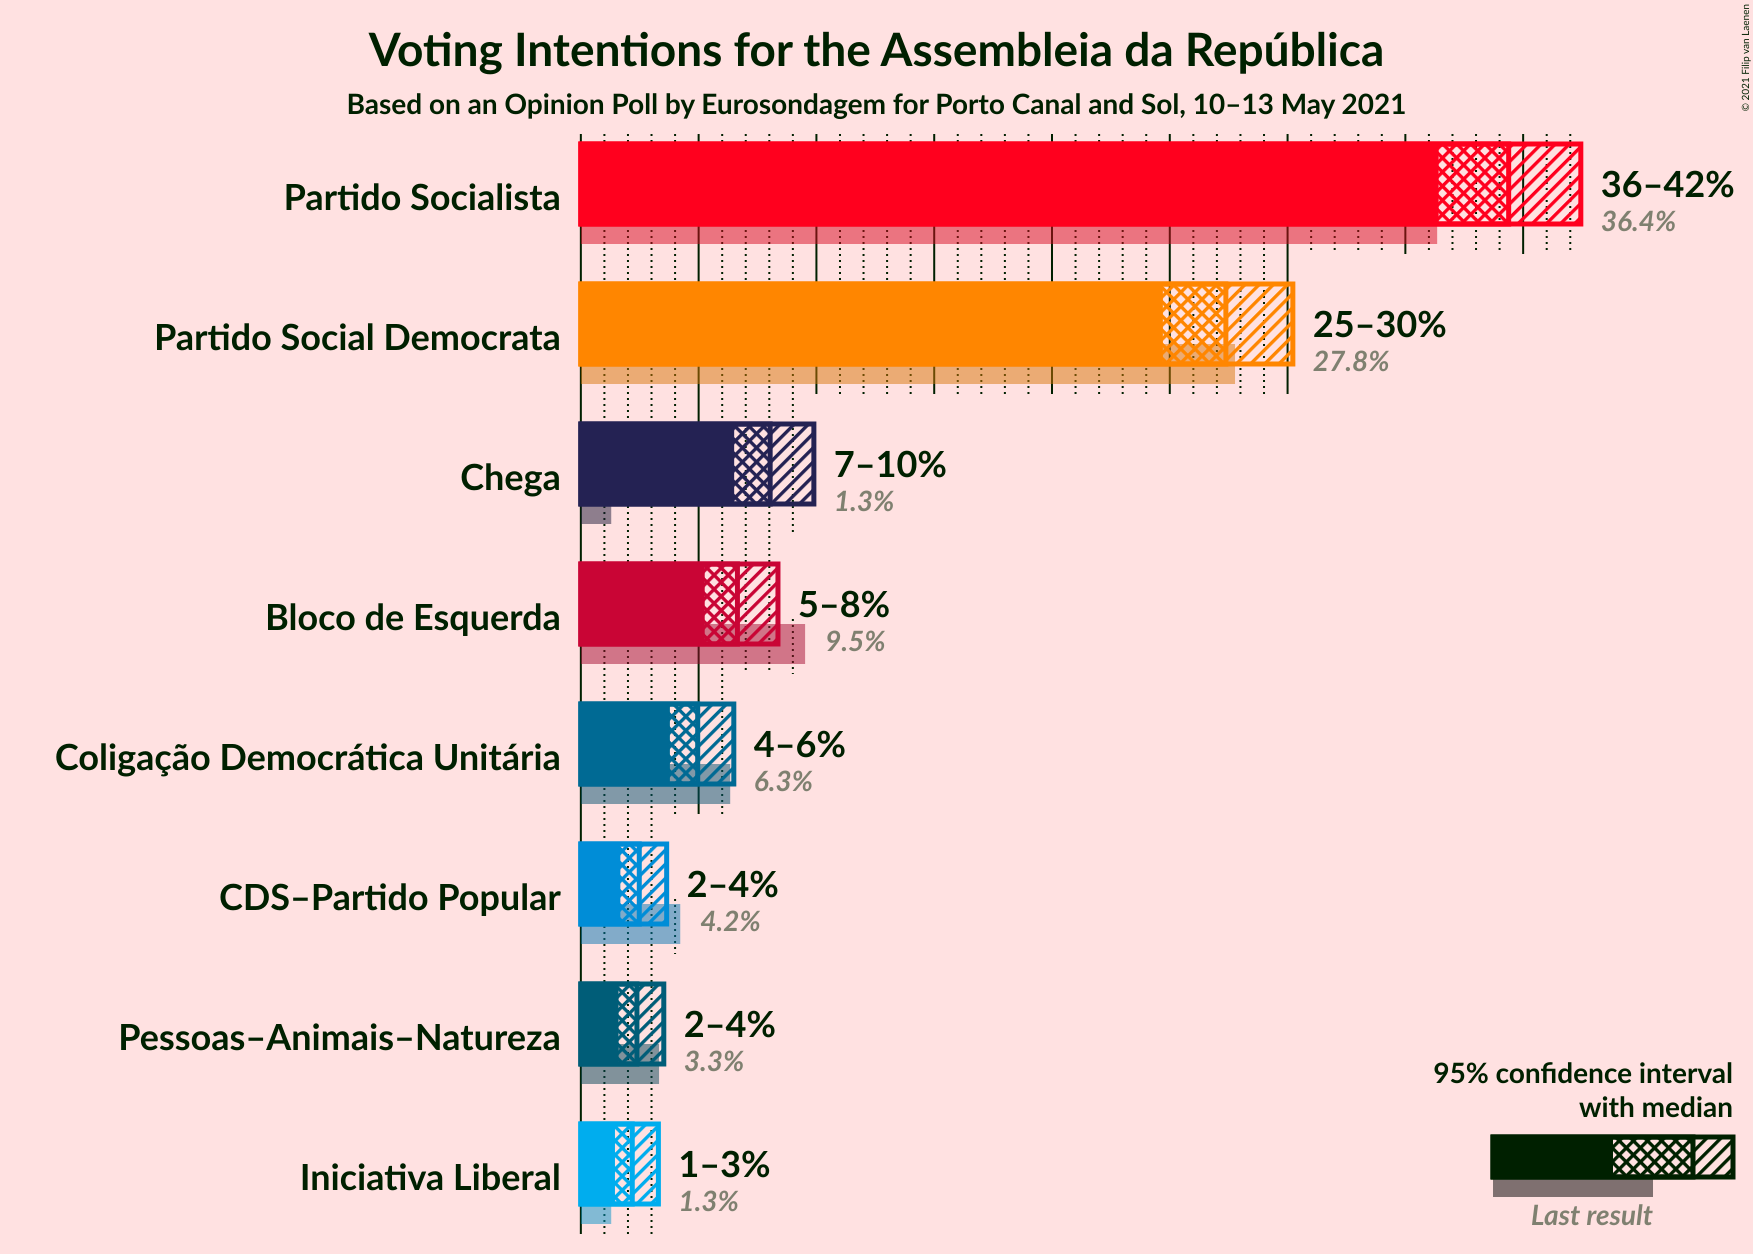 Voting Intentions for the Assembleia da República
Based on an Opinion Poll by Eurosondagem for Porto Canal and Sol, 10–13 May 2021
© 2021 Filip van Laenen
Partido Socialista
36–42%
36.4%
Partido Social Democrata
25–30%
27.8%
Chega
7–10%
1.3%
Bloco de Esquerda
5–8%
9.5%
Coligação Democrática Unitária
4–6%
6.3%
CDS–Partido Popular
2–4%
4.2%
Pessoas–Animais–Natureza
2–4%
3.3%
Iniciativa Liberal
1–3%
1.3%
95% confidence interval
with median
Last result